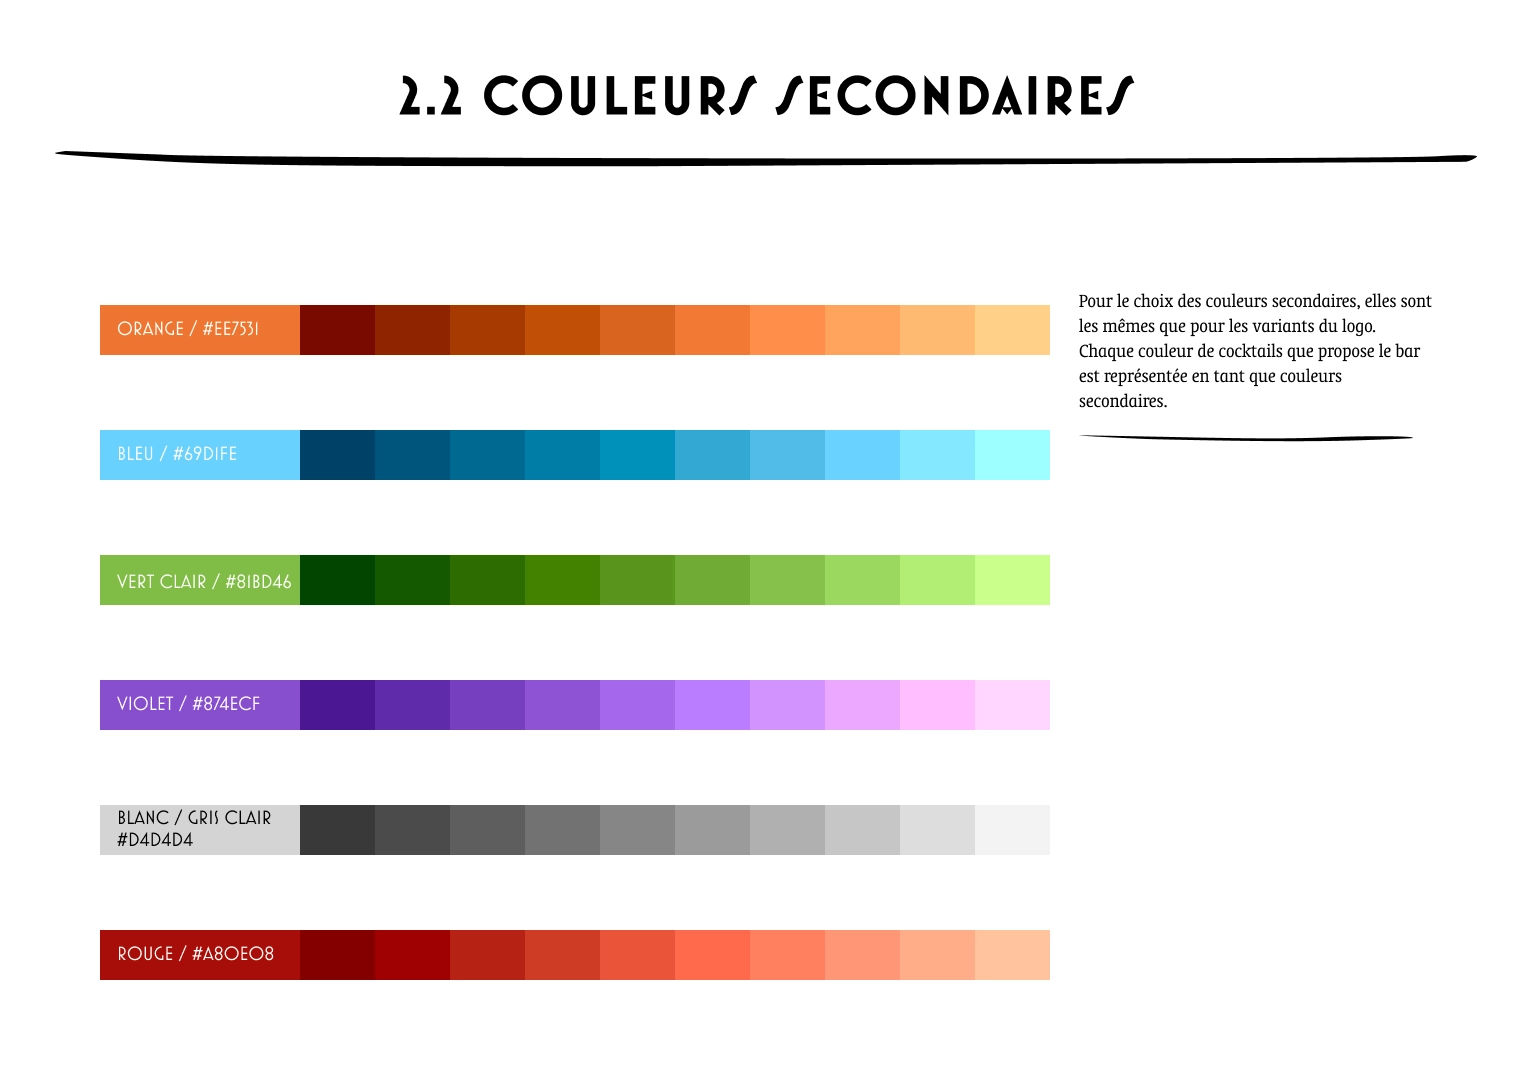 2.2 COULEURS SECONDAIRES
ORANGE / #EE7531
Pour le choix des couleurs secondaires, elles sont
les mêmes que pour les variants du logo.
Chaque couleur de cocktails que propose le bar
est représentée en tant que couleurs
secondaires.
BLEU / #69D1FE
VERT CLAIR / #81BD46
VIOLET / #874ECF
BLANC / GRIS CLAIR
#D4D4D4
ROUGE / #A80E08